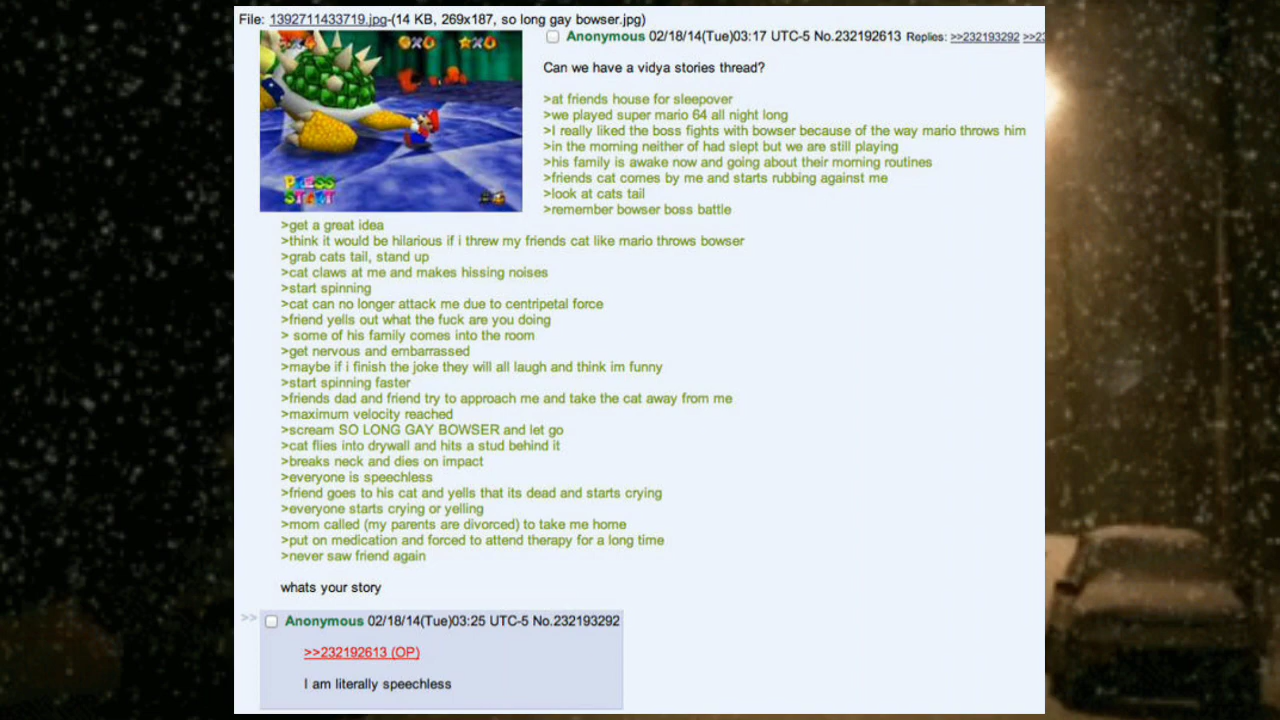 File: 1392711433719.jpg-(14 KB, 269x187, so long gay bowser.jpg)
Anonymous 02/18/14(Tue)03:17 UTC-5 No.232192613 Replies: >>232193292 >>23
Can we have a vidya stories thread?
>at friends house for sleepover
>we played super mario 64 all night long
>I really liked the boss fights with bowser because of the way mario throws him
>in the morning neither of had slept but we are still playing
>his family is awake now and going about their morning routines
>friends cat comes by me and starts rubbing against me
>look at cats tail
>remember bowser boss battle
PRESS
START
>get a great idea
>think it would be hilarious if i threw my friends cat like mario throws bowser
>grab cats tail, stand up
>cat claws at me and makes hissing noises
>start spinning
>cat can no longer attack me due to centripetal force
>friend yells out what the fuck are you doing
> some of his family comes into the room
>get nervous and embarrassed
>maybe if i finish the joke they will all laugh and think im funny
>start spinning faster
>friends dad and friend try to approach me and take the cat away from me
>maximum velocity reached
>scream SO LONG GAY BOWSER and let go
>cat flies into drywall and hits a stud behind it
>breaks neck and dies on impact
>everyone is speechless
>friend goes to his cat and yells that its dead and starts crying
>everyone starts crying or yelling
>mom called (my parents are divorced) to take me home
>put on medication and forced to attend therapy for a long time
>never saw friend again
whats your story
>> Anonymous 02/18/14(Tue)03:25 UTC-5 No.232193292
>>232192613 (OP)
I am literally speechless